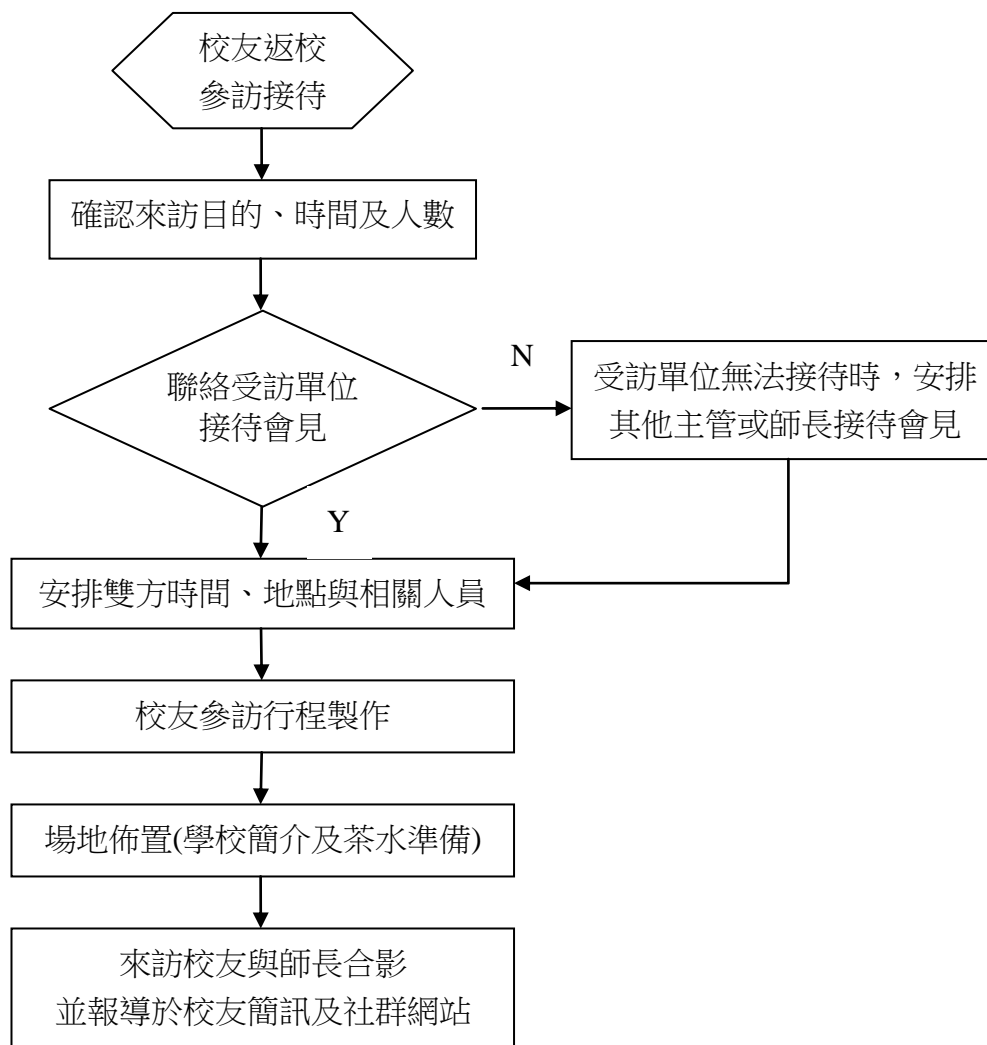 校友返校
參訪接待
確認來訪目的、時間及人數
聯絡受訪單位
接待會見
N
受訪單位無法接待時，安排
其他主管或師長接待會見
Y
安排雙方時間、地點與相關人員
校友參訪行程製作
場地佈置(學校簡介及茶水準備)
來訪校友與師長合影
並報導於校友簡訊及社群網站